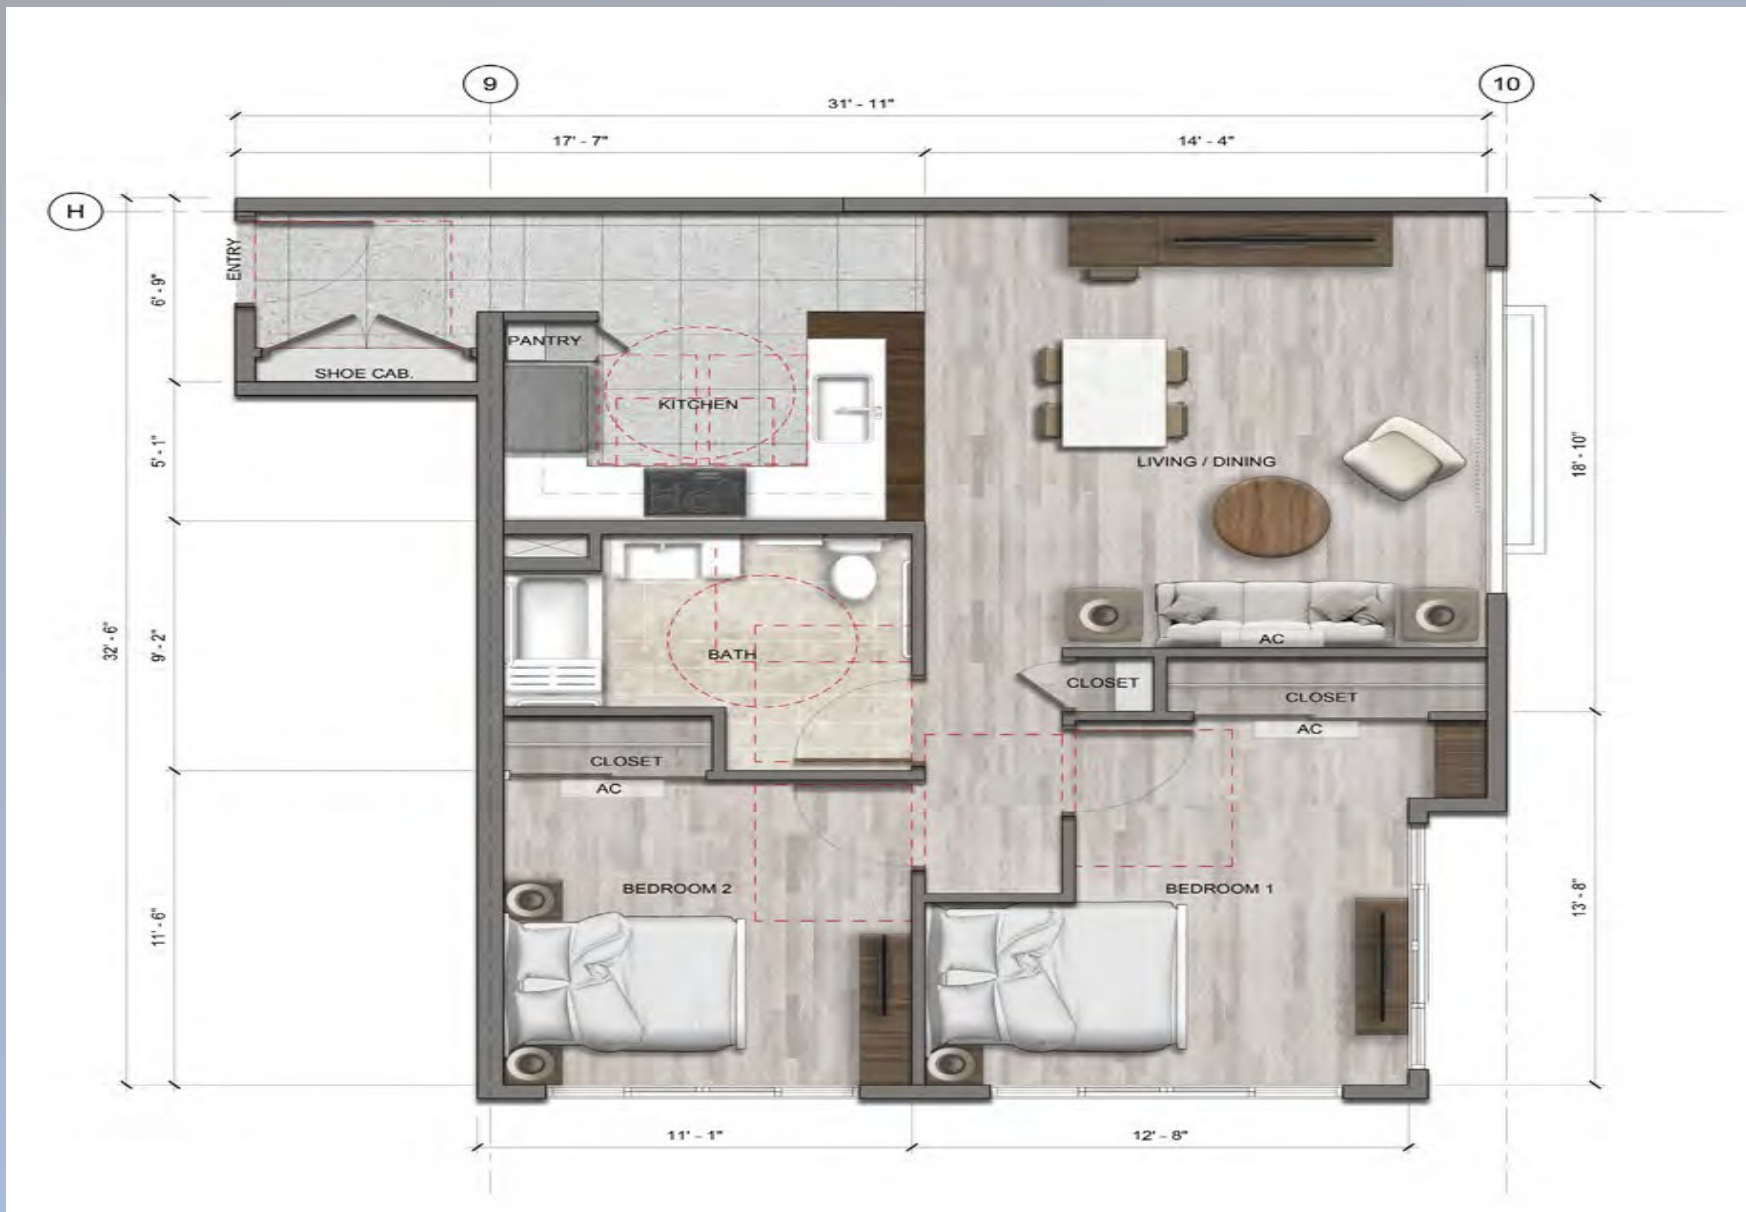 9
10
31' - 11"
17' - 7"
14' - 4"
H
ENTRY
6' - 9"
PANTRY
SHOE CAB.
KITCHEN
5' - 1"
LIVING / DINING
18' - 10"
32' - 6"
9' - 2"
BATH
AC
CLOSET
CLOSET
AC
CLOSET
AC
BEDROOM 2
BEDROOM 1
11' - 6"
13' - 8"
11' - 1"
12' - 8"